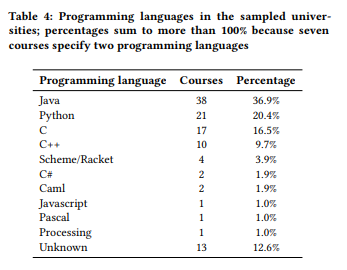 Table 4: Programming languages in the sampled univer-
sities; percentages sum to more than 100% because seven
courses specify two programming languages
Programming language Courses Percentage
Java 38 36.9%
Python 21 20.4%
C 17 16.5%
C++ 10 9.7%
Scheme/Racket 4 3.9%
C# 2 1.9%
Caml 2 1.9%
Javascript 1 1.0%
Pascal 1 1.0%
Processing 1 1.0%
Unknown 13 12.6%